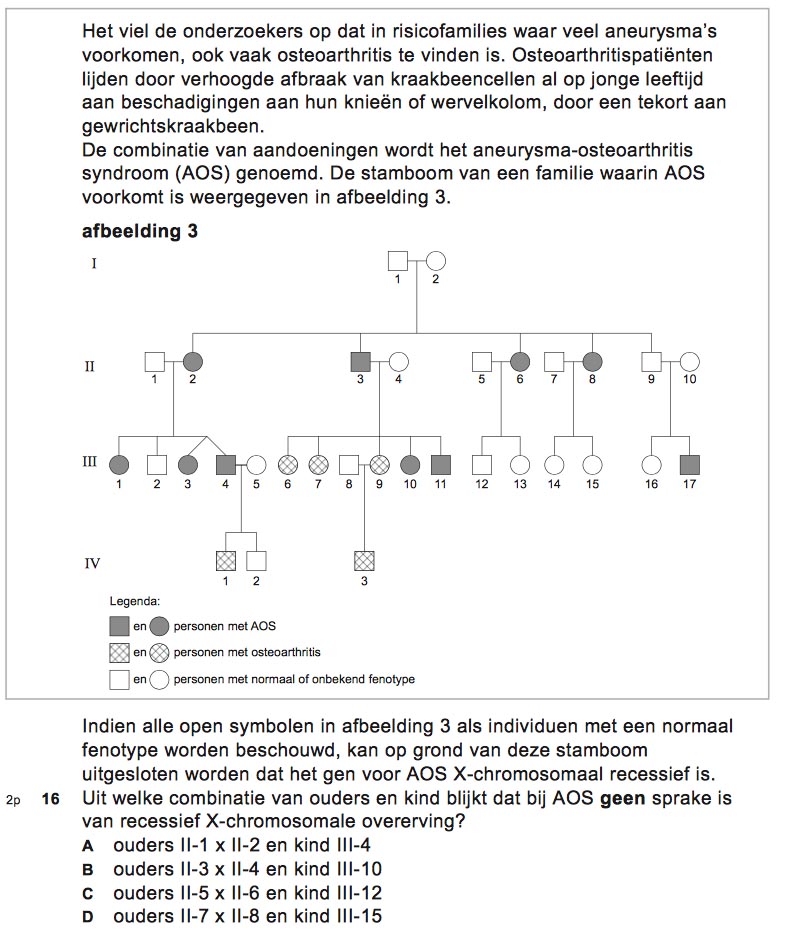 Het viel de onderzoekers op dat in risicofamilies waar veel aneurysma's
voorkomen, ook vaak osteoarthritis te vinden is. Osteoarthritispatiënten
lijden door verhoogde afbraak van kraakbeencellen al op jonge leeftijd
aan beschadigingen aan hun knieën of wervelkolom, door een tekort aan
gewrichtskraakbeen.
De combinatie van aandoeningen wordt het aneurysma-osteoarthritis
syndroom (AOS) genoemd. De stamboom van een familie waarin AOS
voorkomt is weergegeven in afbeelding 3.
afbeelding 3
I
1 2
II
1 2 3 4 5 6 7 8 9 10
III
1 2 3 4 5 6 7 8 9 10 11 12 13 14 15 16 17
IV
1 2 3
Legenda:
en personen met AOS
en personen met osteoarthritis
en personen met normaal of onbekend fenotype
Indien alle open symbolen in afbeelding 3 als individuen met een normaal
fenotype worden beschouwd, kan op grond van deze stamboom
uitgesloten worden dat het gen voor AOS X-chromosomaal recessief is.
2p 16 Uit welke combinatie van ouders en kind blijkt dat bij AOS geen sprake is
van recessief X-chromosomale overerving?
A ouders II-1 x II-2 en kind III-4
B ouders II-3 x II-4 en kind III-10
C ouders II-5 x II-6 en kind III-12
D ouders II-7 x II-8 en kind III-15